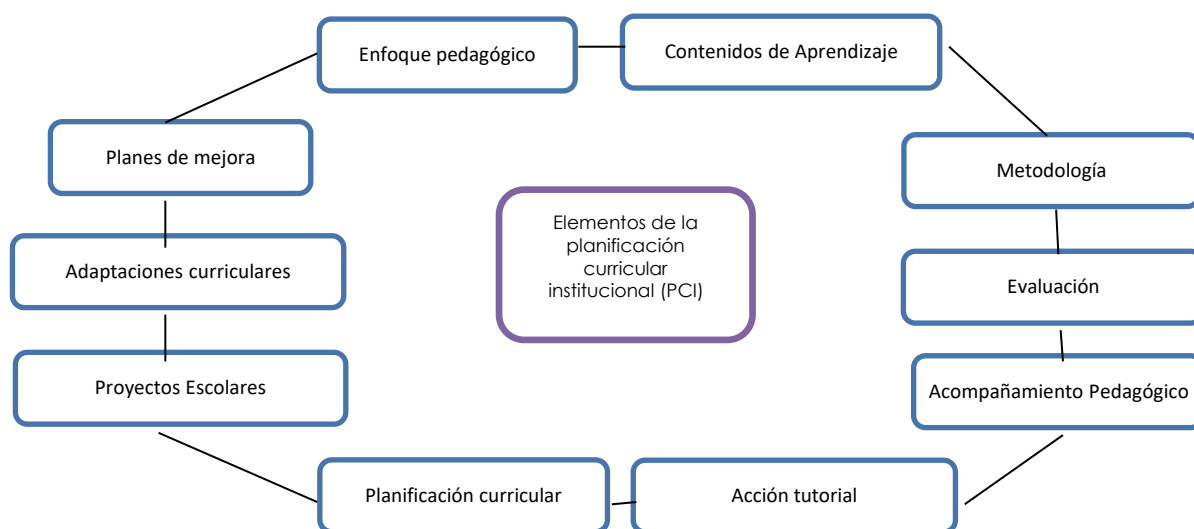 Enfoque pedagógico
Contenidos de Aprendizaje
Planes de mejora
Metodología
Elementos de la
planificación
curricular
institucional (PCI)
Adaptaciones curriculares
Evaluación
Proyectos Escolares
Acompañamiento Pedagógico
Planificación curricular
Acción tutorial